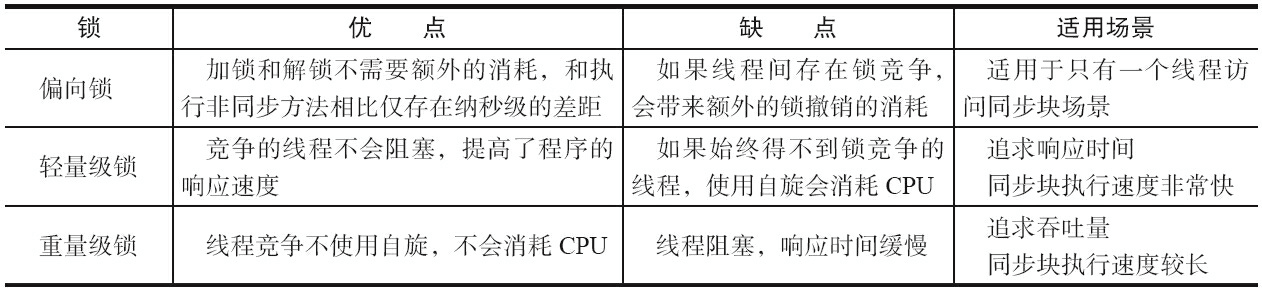 锁 优 点 缺 点 适用场景
偏向锁 加锁和解锁不需要额外的消耗，和执行非同步方法相比仅存在纳秒级的差距 如果线程间存在锁竞争，会带来额外的锁撤销的消耗 适用于只有一个线程访问同步块场景
轻量级锁 竞争的线程不会阻塞，提高了程序的响应速度 如果始终得不到锁竞争的线程，使用自旋会消耗 CPU 追求响应时间 同步块执行速度非常快
重量级锁 线程竞争不使用自旋，不会消耗 CPU 线程阻塞，响应时间缓慢 追求吞吐量 同步块执行速度较长